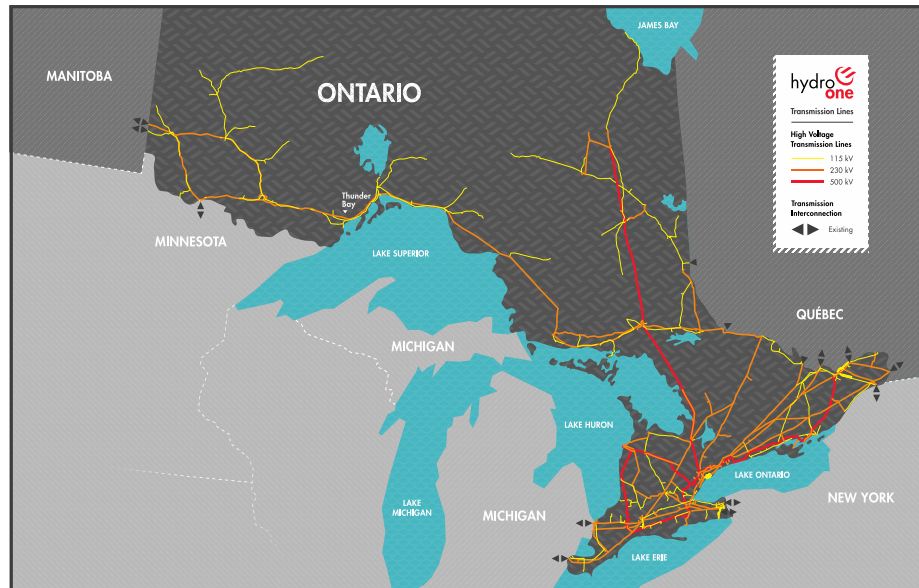 JAMES BAY
MANITOBA
ONTARIO
hydro
one
Transmission Lines
High Voltage
Transmission Lines
115 kV
230 kV
500 kV
Transmission
Interconnection
Existing
Thunder
Bay
MINNESOTA
LAKE SUPERIOR
QUÉBEC
MICHIGAN
LAKE HURON
LAKE ONTARIO
NEW YORK
LAKE
MICHIGAN
MICHIGAN
LAKE ERIE